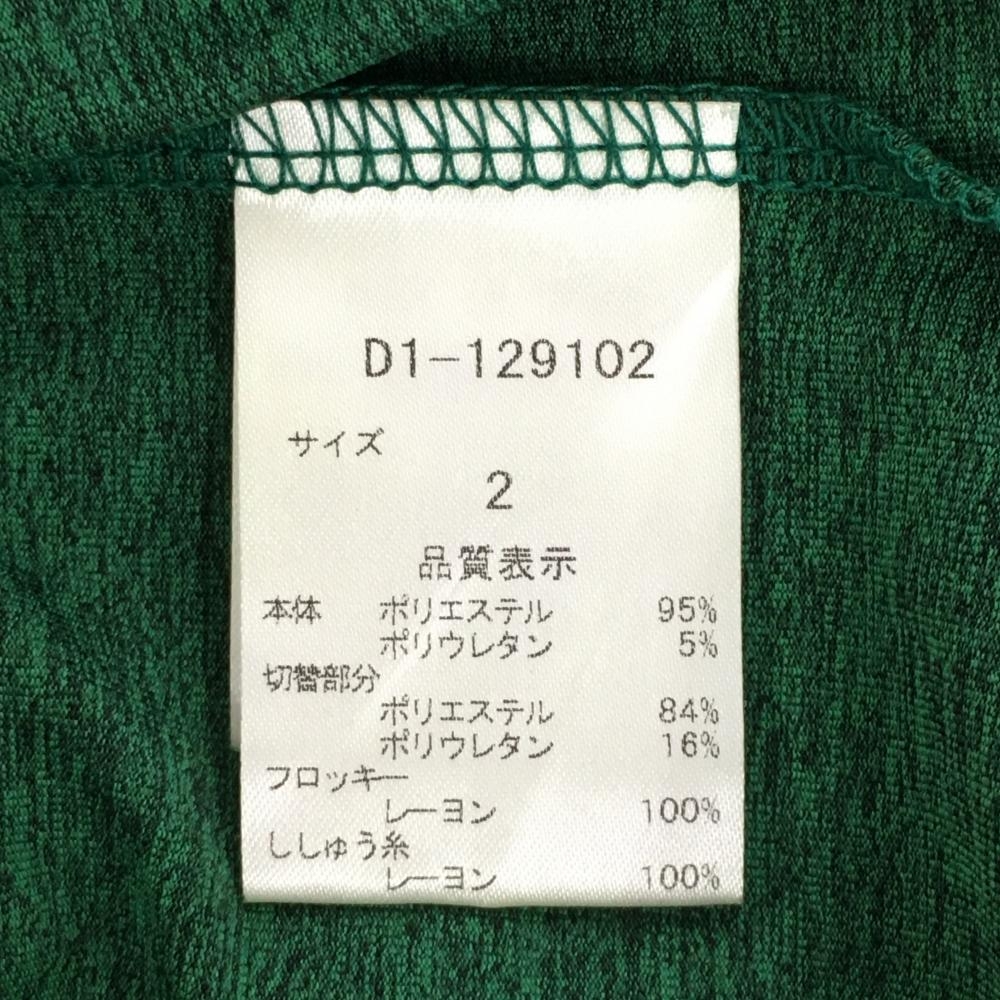 D1-129102
サイズ
2
品質表示
本体 ポリエステル 95%
ポリウレタン 5%
切替部分
ポリエステル 84%
ポリウレタン 16%
フロッキー
レーヨン 100%
ししゅう糸
レーヨン 100%